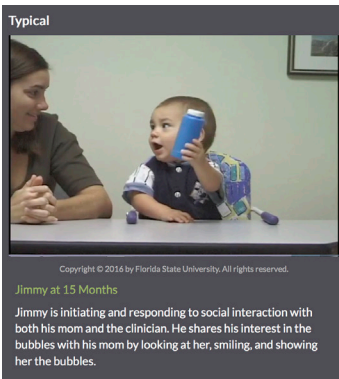 Typical
Copyright © 2016 by Florida State University. All rights reserved.
Jimmy at 15 Months
Jimmy is initiating and responding to social interaction with
both his mom and the clinician. He shares his interest in the
bubbles with his mom by looking at her, smiling, and showing
her the bubbles.